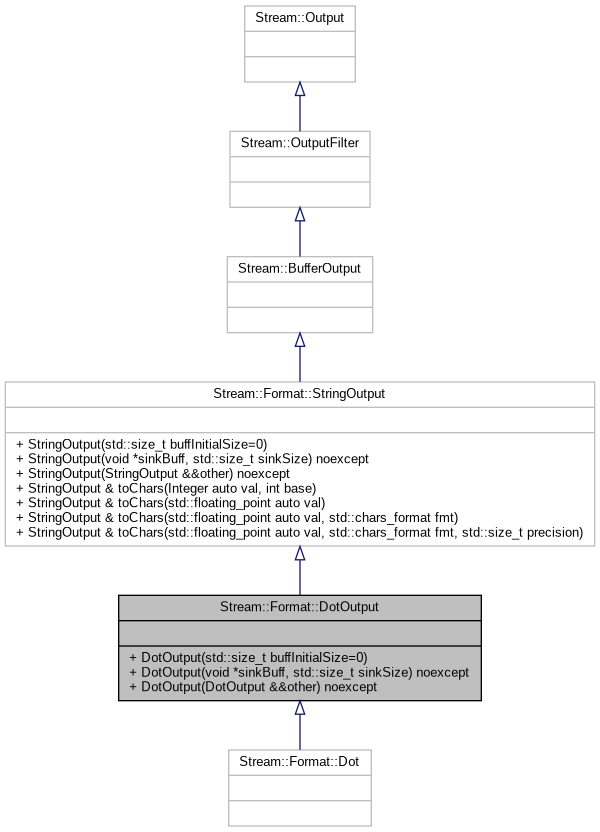 Stream::Output
Stream::OutputFilter
Stream::BufferOutput
Stream::Format::StringOutput
+ StringOutput(std::size_t buffInitialSize=0)
+ StringOutput(void *sinkBuff, std::size_t sinkSize) noexcept
+ StringOutput(StringOutput &&other) noexcept
+ StringOutput & toChars(Integer auto val, int base)
+ StringOutput & toChars(std::floating_point auto val)
+ StringOutput & toChars(std::floating_point auto val, std::chars_format fmt)
+ StringOutput & toChars(std::floating_point auto val, std::chars_format fmt, std::size_t precision)
Stream::Format::DotOutput
+ DotOutput(std::size_t buffInitialSize=0)
+ DotOutput(void *sinkBuff, std::size_t sinkSize) noexcept
+ DotOutput(DotOutput &&other) noexcept
Stream::Format::Dot